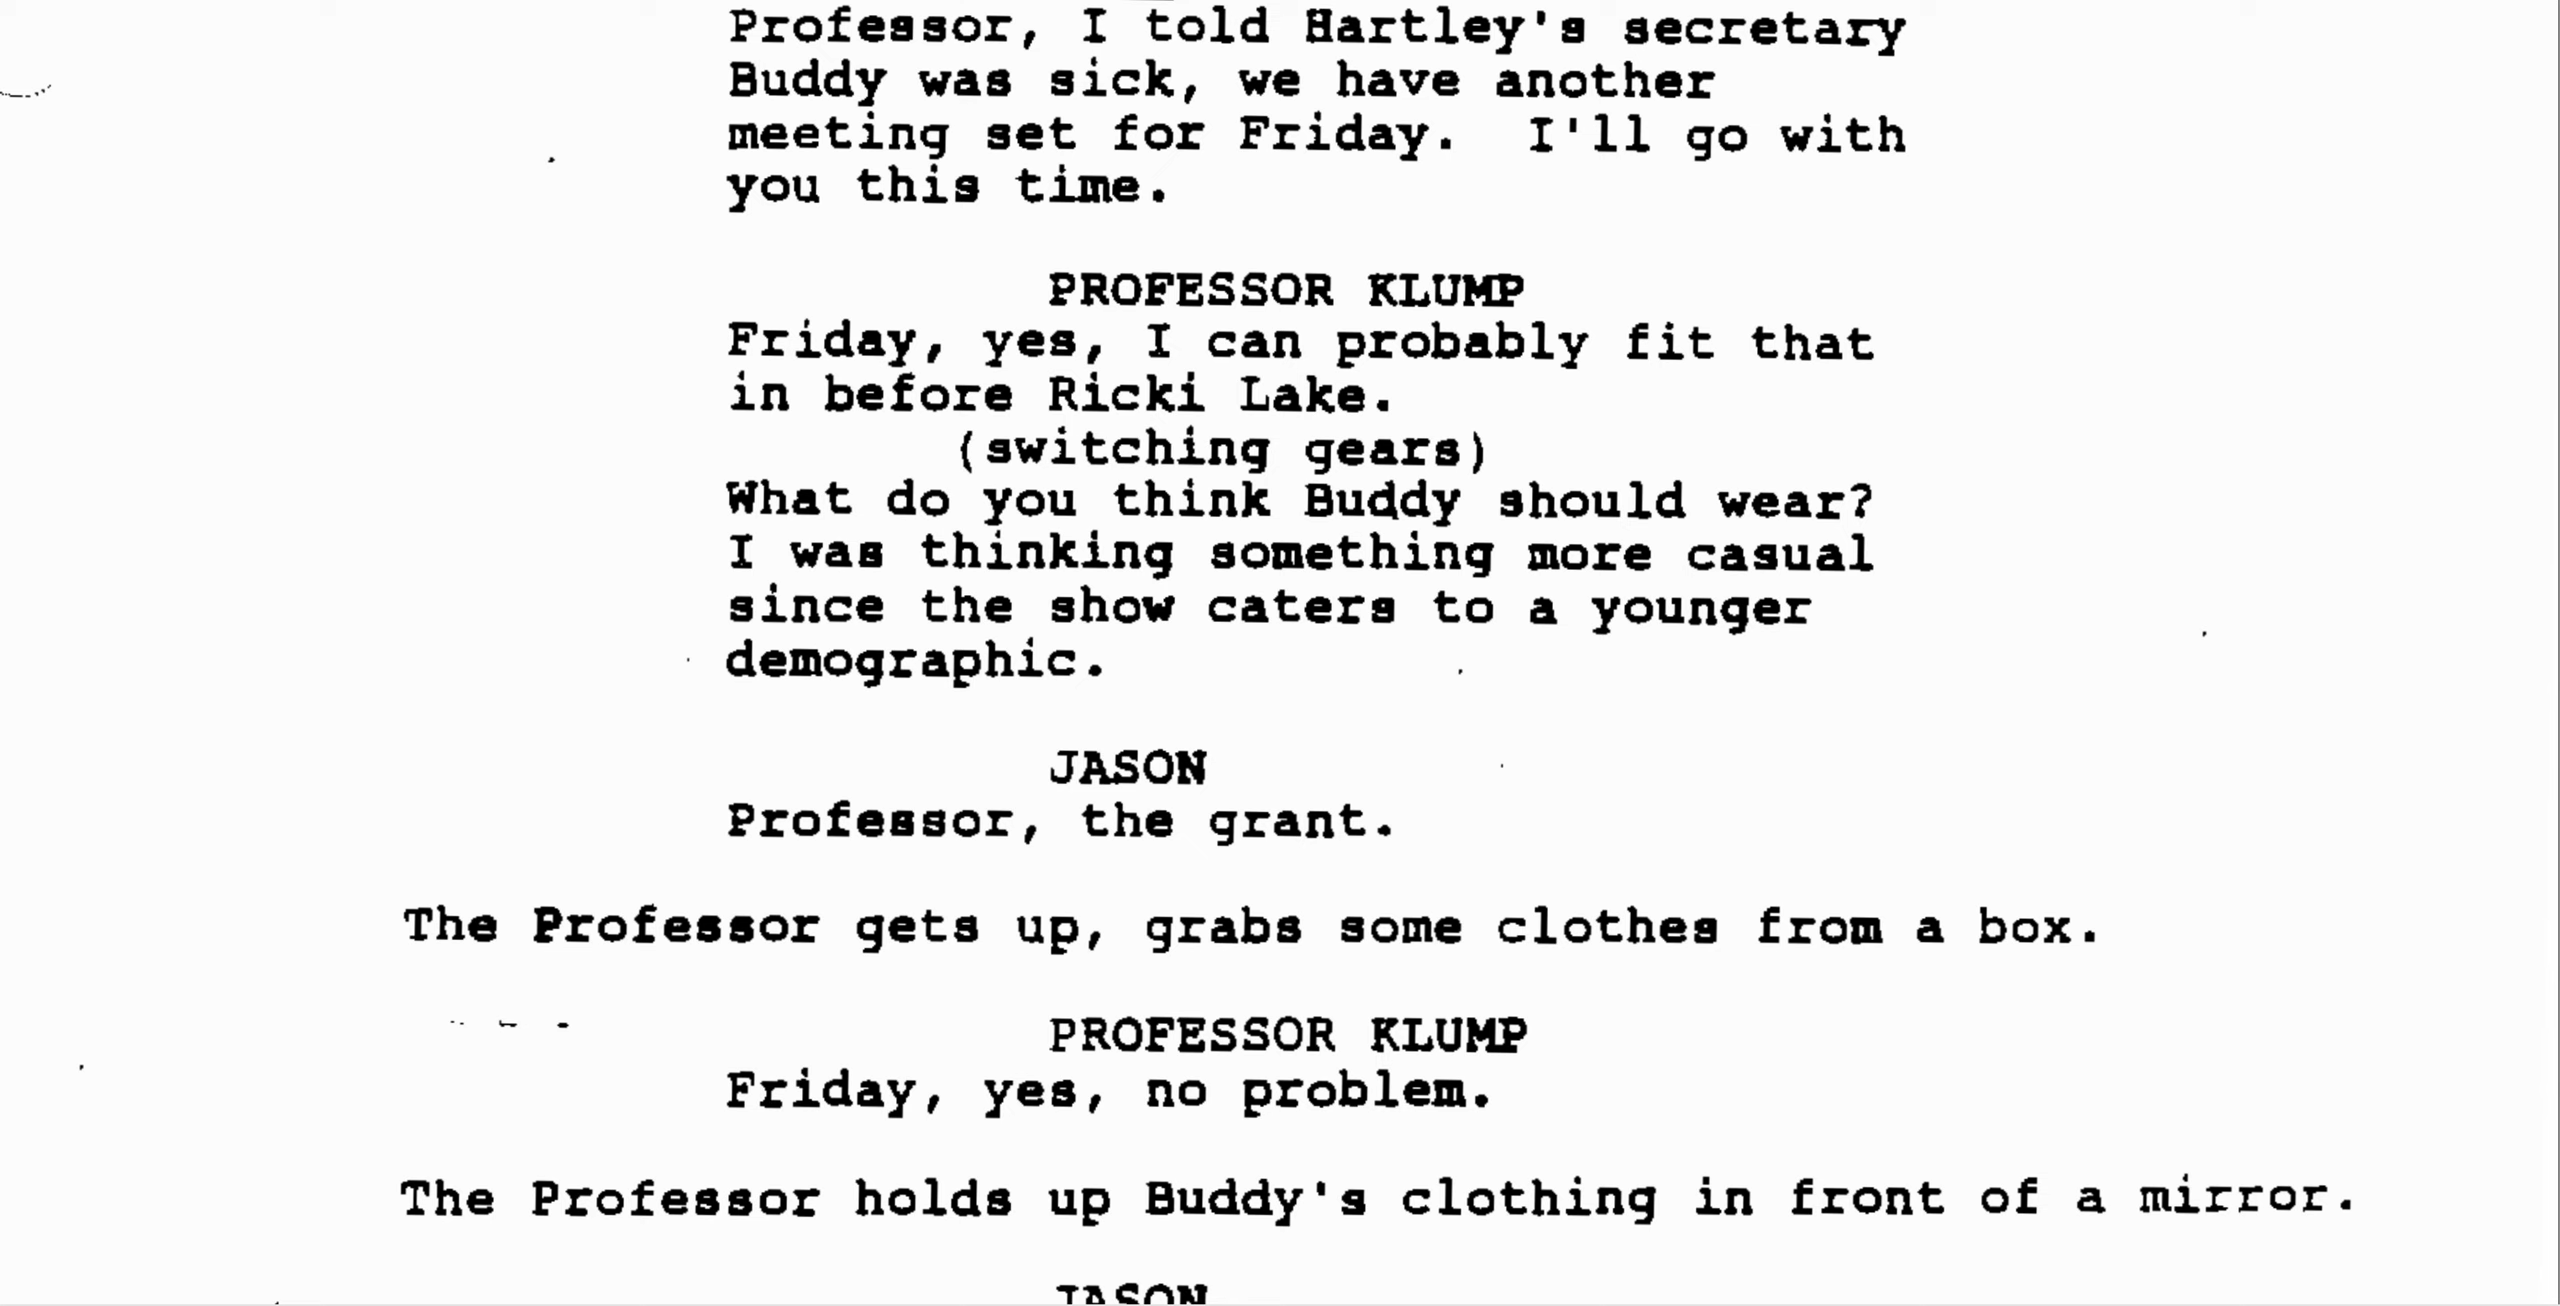 Professor, I told Hartley's secretary
Buddy was sick, we have another
meeting set for Friday.  I'll go with
you this time.
PROFESSOR KLUMP
Friday, yes, I can probably fit that
in before Ricki Lake.
(switching gears)
What do you think Buddy should wear?
I was thinking something more casual
since the show caters to a younger
demographic.
JASON
Professor, the grant.
The Professor gets up, grabs some clothes from a box.
PROFESSOR KLUMP
Friday, yes, no problem.
The Professor holds up Buddy's clothing in front of a mirror.
JASON